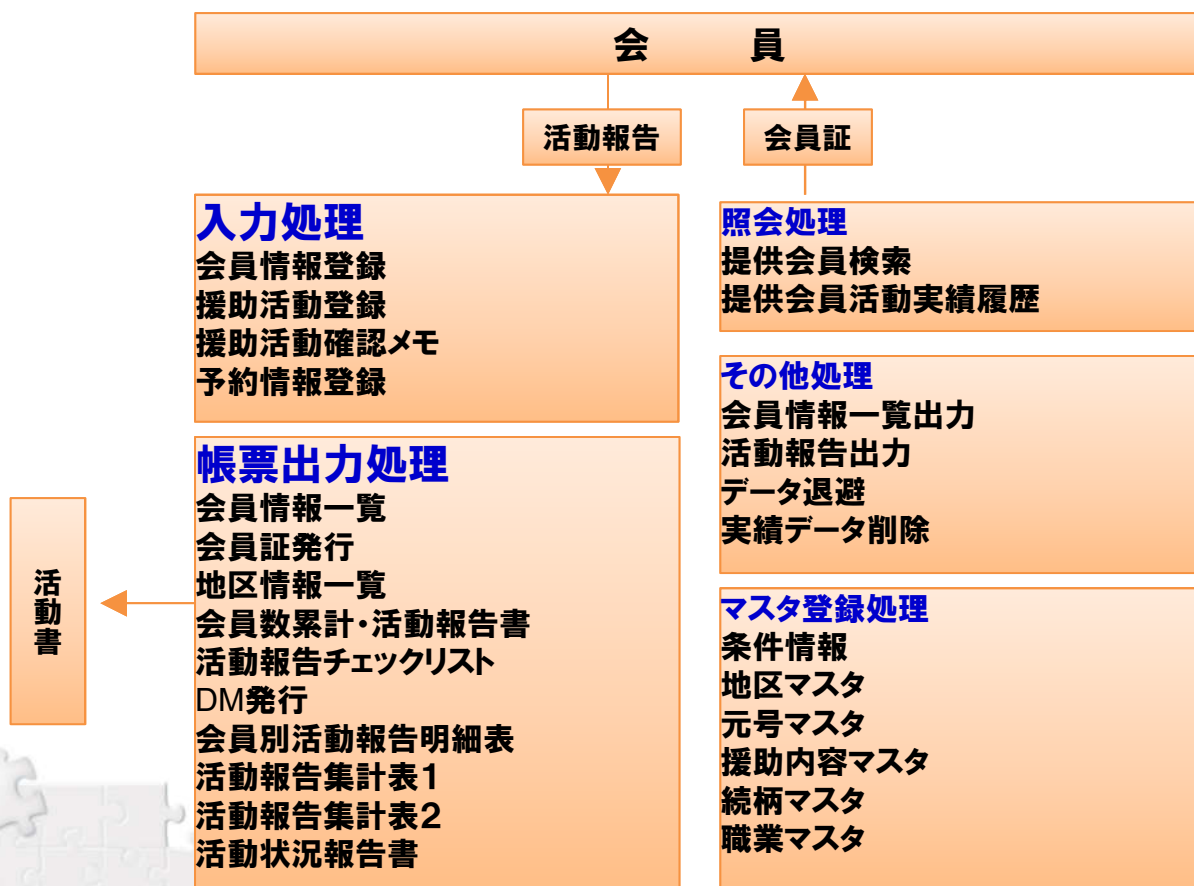 会　員
活動報告
会員証
入力処理
会員情報登録
援助活動登録
援助活動確認メモ
予約情報登録
照会処理
提供会員検索
提供会員活動実績履歴
その他処理
会員情報一覧出力
活動報告出力
データ退避
実績データ削除
帳票出力処理
会員情報一覧
会員証発行
地区情報一覧
会員数累計・活動報告書
活動報告チェックリスト
DM発行
会員別活動報告明細表
活動報告集計表１
活動報告集計表２
活動状況報告書
活動書
マスタ登録処理
条件情報
地区マスタ
元号マスタ
援助内容マスタ
続柄マスタ
職業マスタ